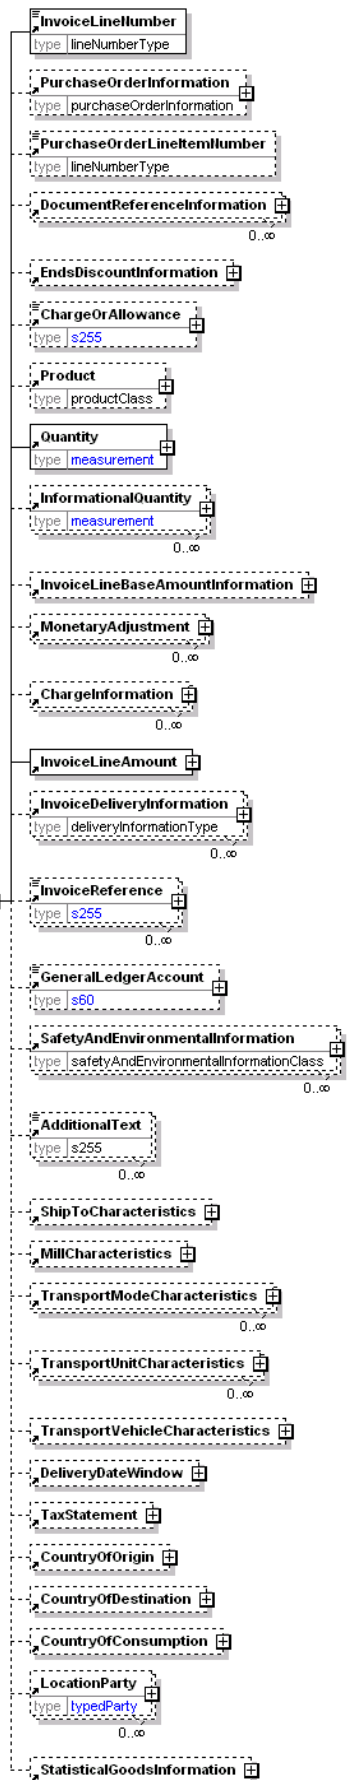 InvoiceLineNumber
type lineNumberType
PurchaseOrderInformation
type purchaseOrderInformation
PurchaseOrderLineItemNumber
type lineNumberType
DocumentReferenceInformation
0..∞
EndsDiscountInformation
ChargeOrAllowance
type s255
Product
type productClass
Quantity
type measurement
InformationalQuantity
type measurement
0..∞
InvoiceLineBaseAmountInformation
MonetaryAdjustment
0..∞
ChargeInformation
0..∞
InvoiceLineAmount
InvoiceDeliveryInformation
type deliveryInformationType
0..∞
InvoiceReference
type s255
0..∞
GeneralLedgerAccount
type s60
SafetyAndEnvironmentalInformation
type safetyAndEnvironmentalInformationClass
0..∞
AdditionalText
type s255
0..∞
ShipToCharacteristics
MillCharacteristics
TransportModeCharacteristics
0..∞
TransportUnitCharacteristics
0..∞
TransportVehicleCharacteristics
DeliveryDateWindow
TaxStatement
CountryOfOrigin
CountryOfDestination
CountryOfConsumption
LocationParty
type typedParty
0..∞
StatisticalGoodsInformation